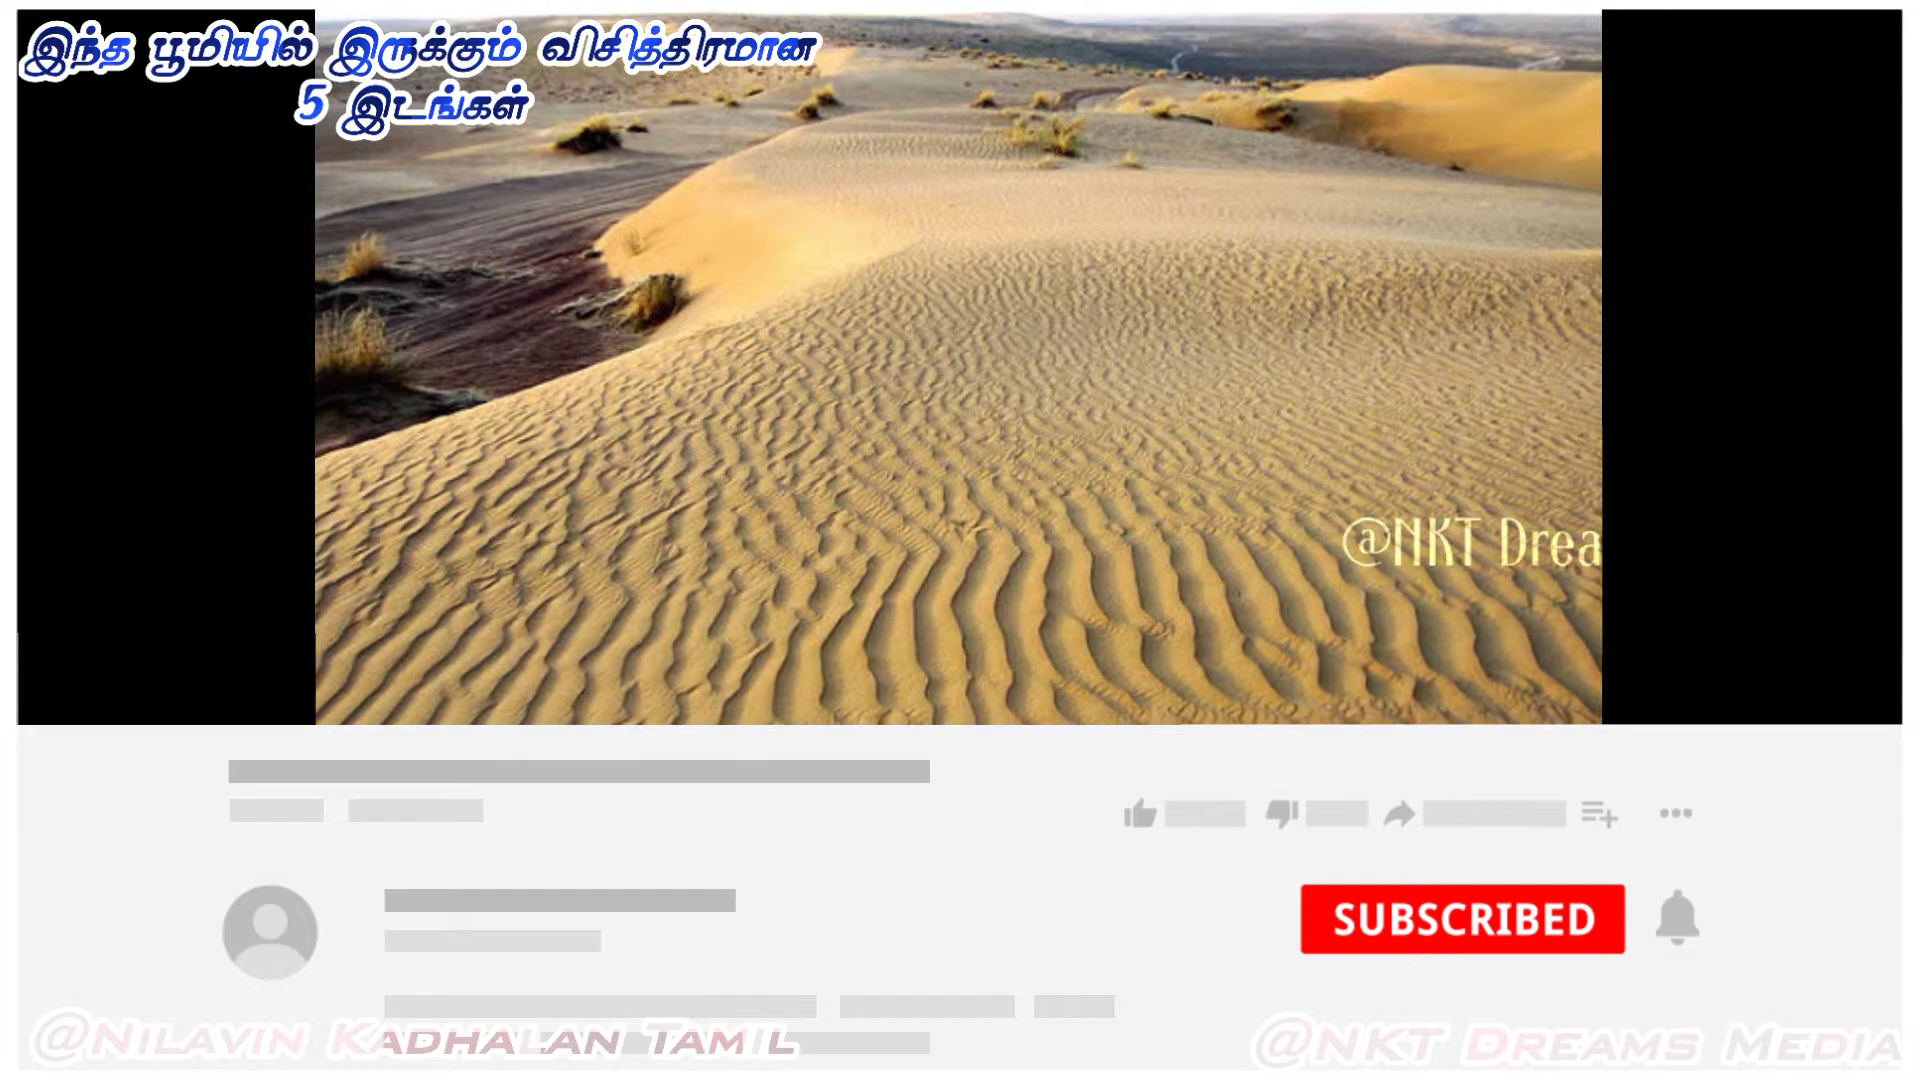 இந்த பூமியில் இருக்கும் விசித்திரமான
5 இடங்கள்
@NKT Drea
SUBSCRIBED
@NILAVIN KADHALAN TAMIL
@NKT DREAMS MEDIA